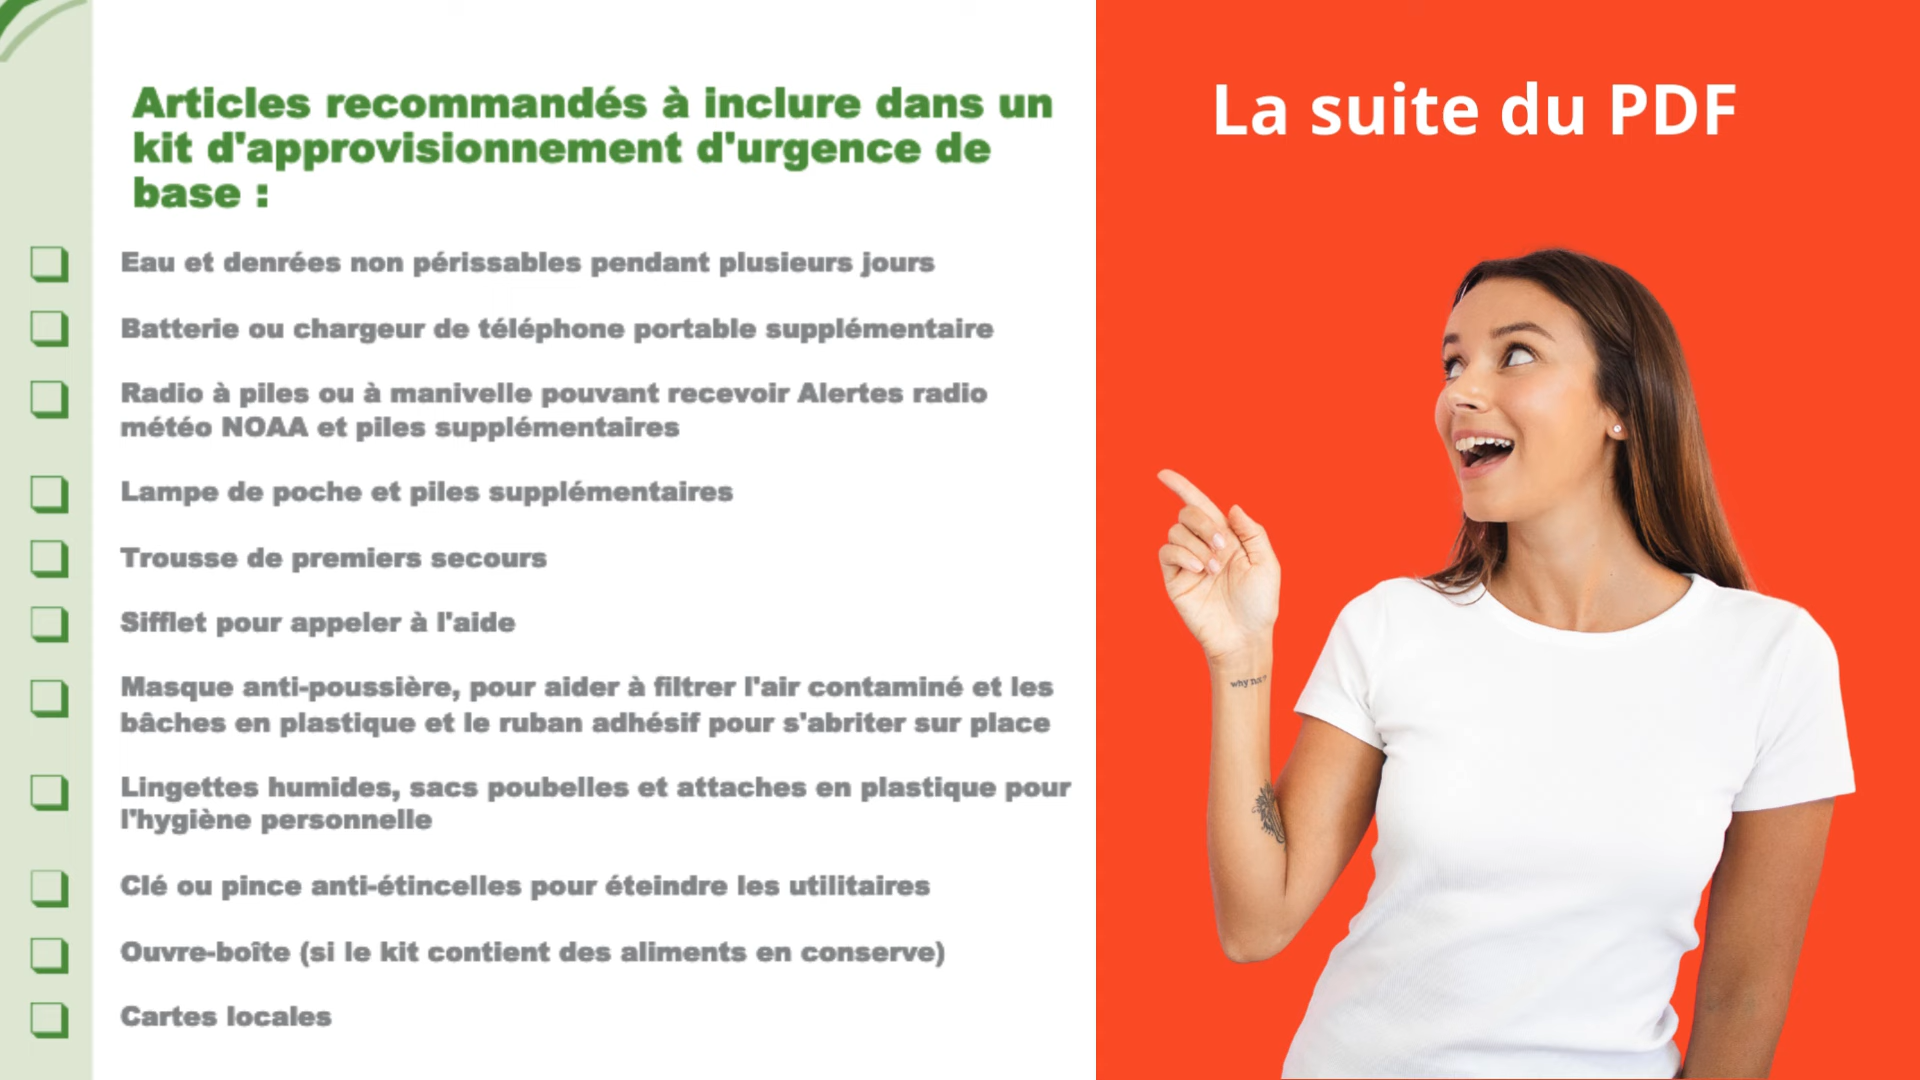 Articles recommandés à inclure dans un
kit d'approvisionnement d'urgence de
base :
Eau et denrées non périssables pendant plusieurs jours
Batterie ou chargeur de téléphone portable supplémentaire
Radio à piles ou à manivelle pouvant recevoir Alertes radio
météo NOAA et piles supplémentaires
Lampe de poche et piles supplémentaires
Trousse de premiers secours
Sifflet pour appeler à l'aide
Masque anti-poussière, pour aider à filtrer l'air contaminé et les
bâches en plastique et le ruban adhésif pour s'abriter sur place
Lingettes humides, sacs poubelles et attaches en plastique pour
l'hygiène personnelle
Clé ou pince anti-étincelles pour éteindre les utilitaires
Ouvre-boîte (si le kit contient des aliments en conserve)
Cartes locales
La suite du PDF
why not?